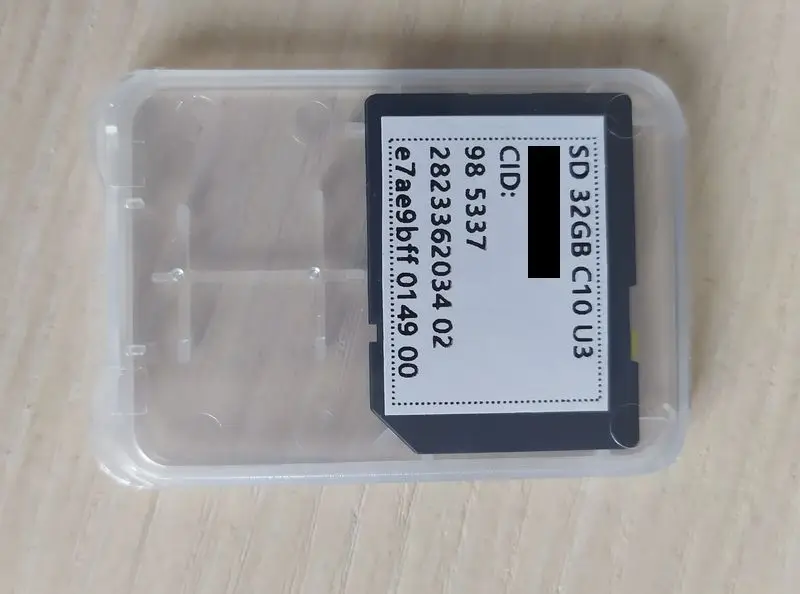 SD 32GB C10 U3
CID:
98 5337
2823362034 02
e7ae9bff 0149 00